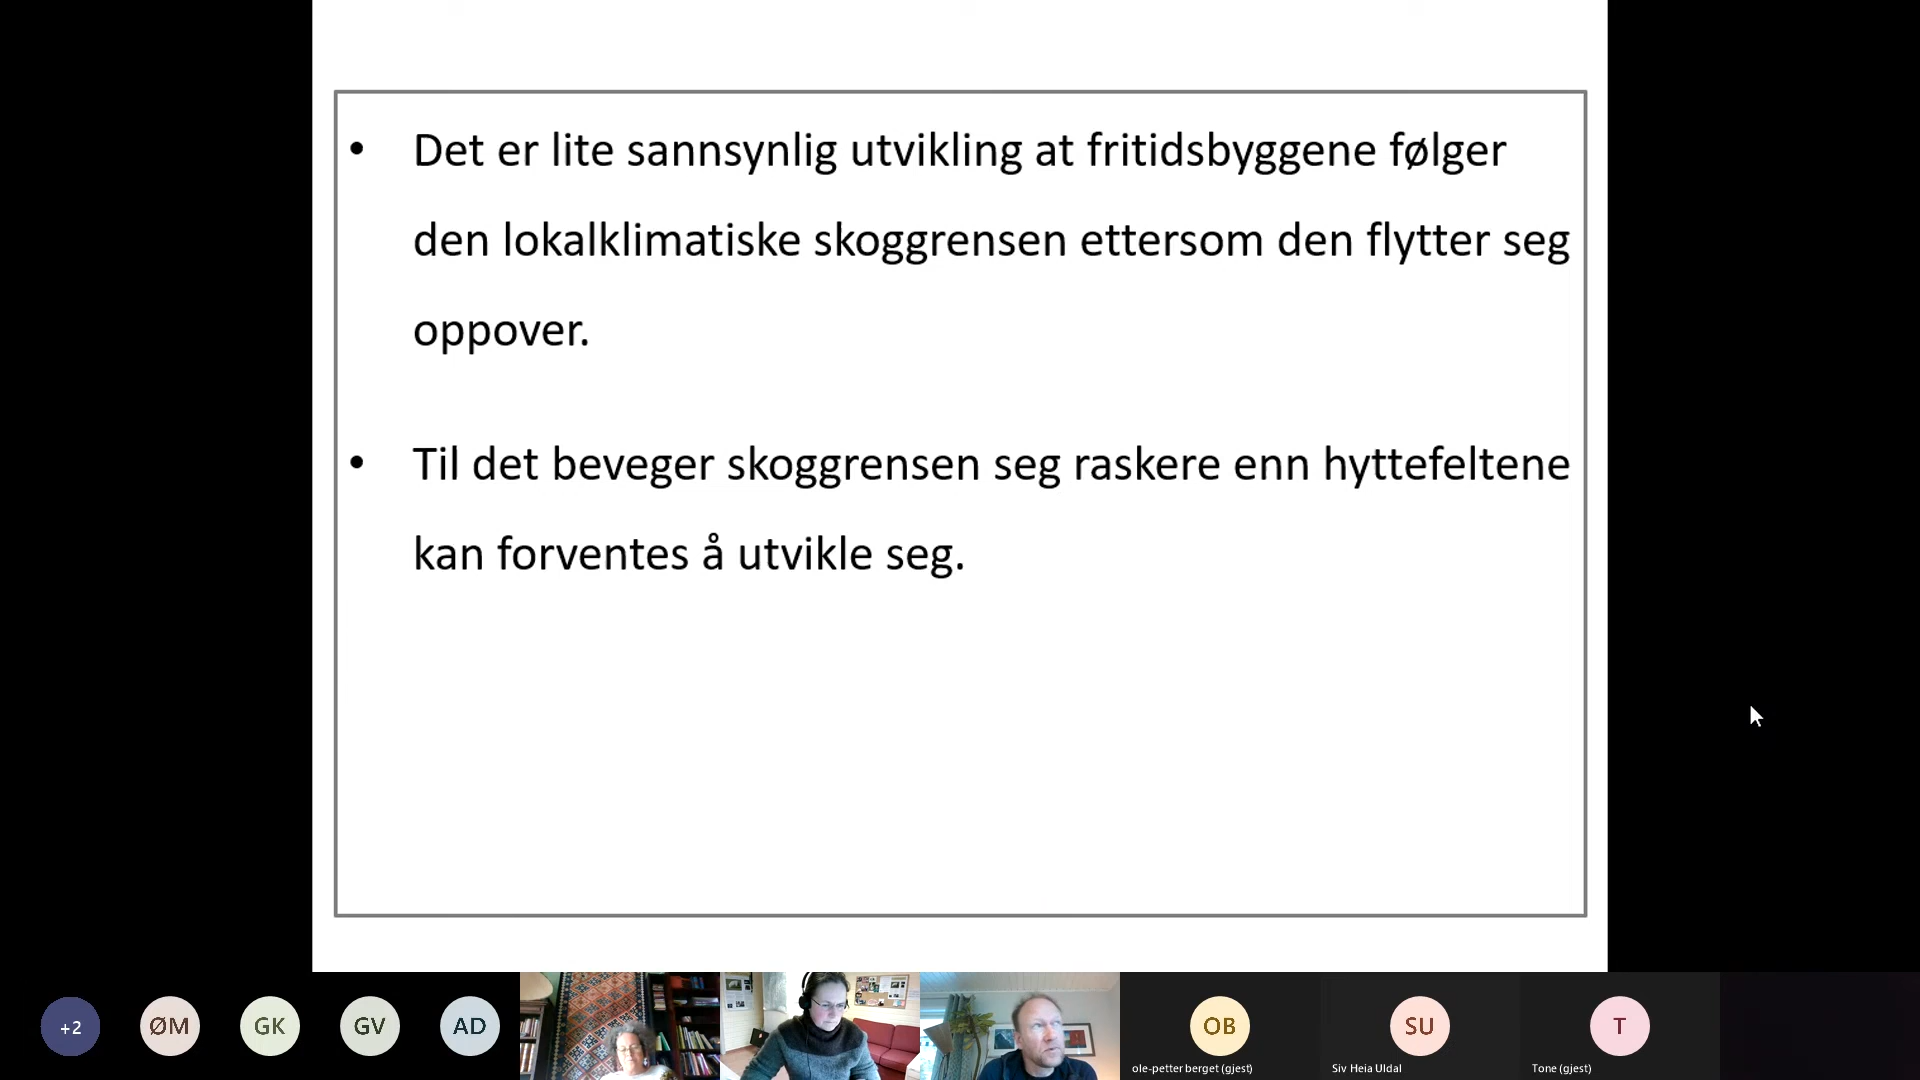 • Det er lite sannsynlig utvikling at fritidsbyggene følger
den lokalklimatiske skoggrensen ettersom den flytter seg
oppover.
• Til det beveger skoggrensen seg raskere enn hyttefeltene
kan forventes å utvikle seg.
+2
ØM
GK
GV
AD
OB
SU
T
ole-petter berget (gjest)
Siv Heia Uldal
Tone (gjest)